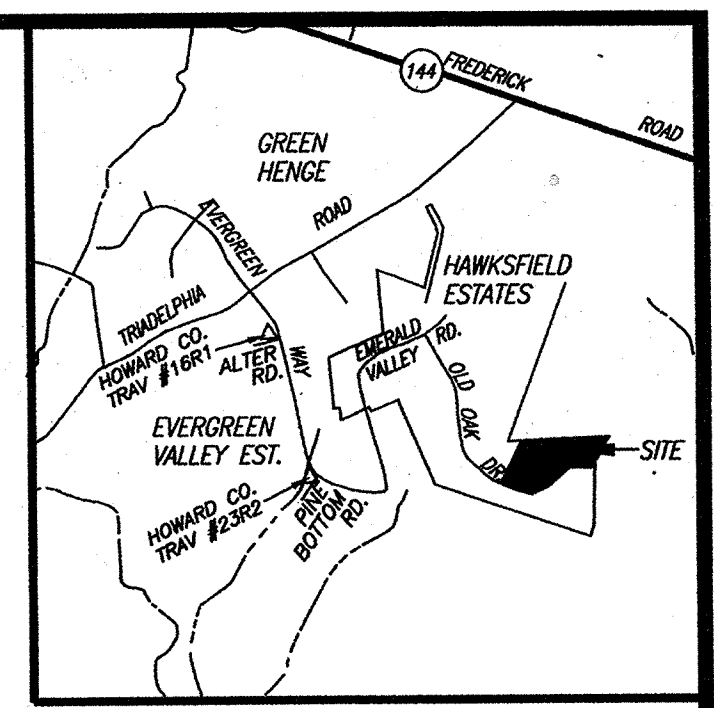 144
FREDERICK
ROAD
GREEN
HENGE
EVERGREEN
ROAD
HAWKSFIELD
ESTATES
TRIADELPHIA
HOWARD CO.
TRAV #16R1
ALTER
RD.
WAY
EMERALD
VALLEY
RD.
OLD
OAK
DR.
EVERGREEN
VALLEY EST.
SITE
HOWARD CO.
TRAV #23R2
PINE
BOTTOM
RD.